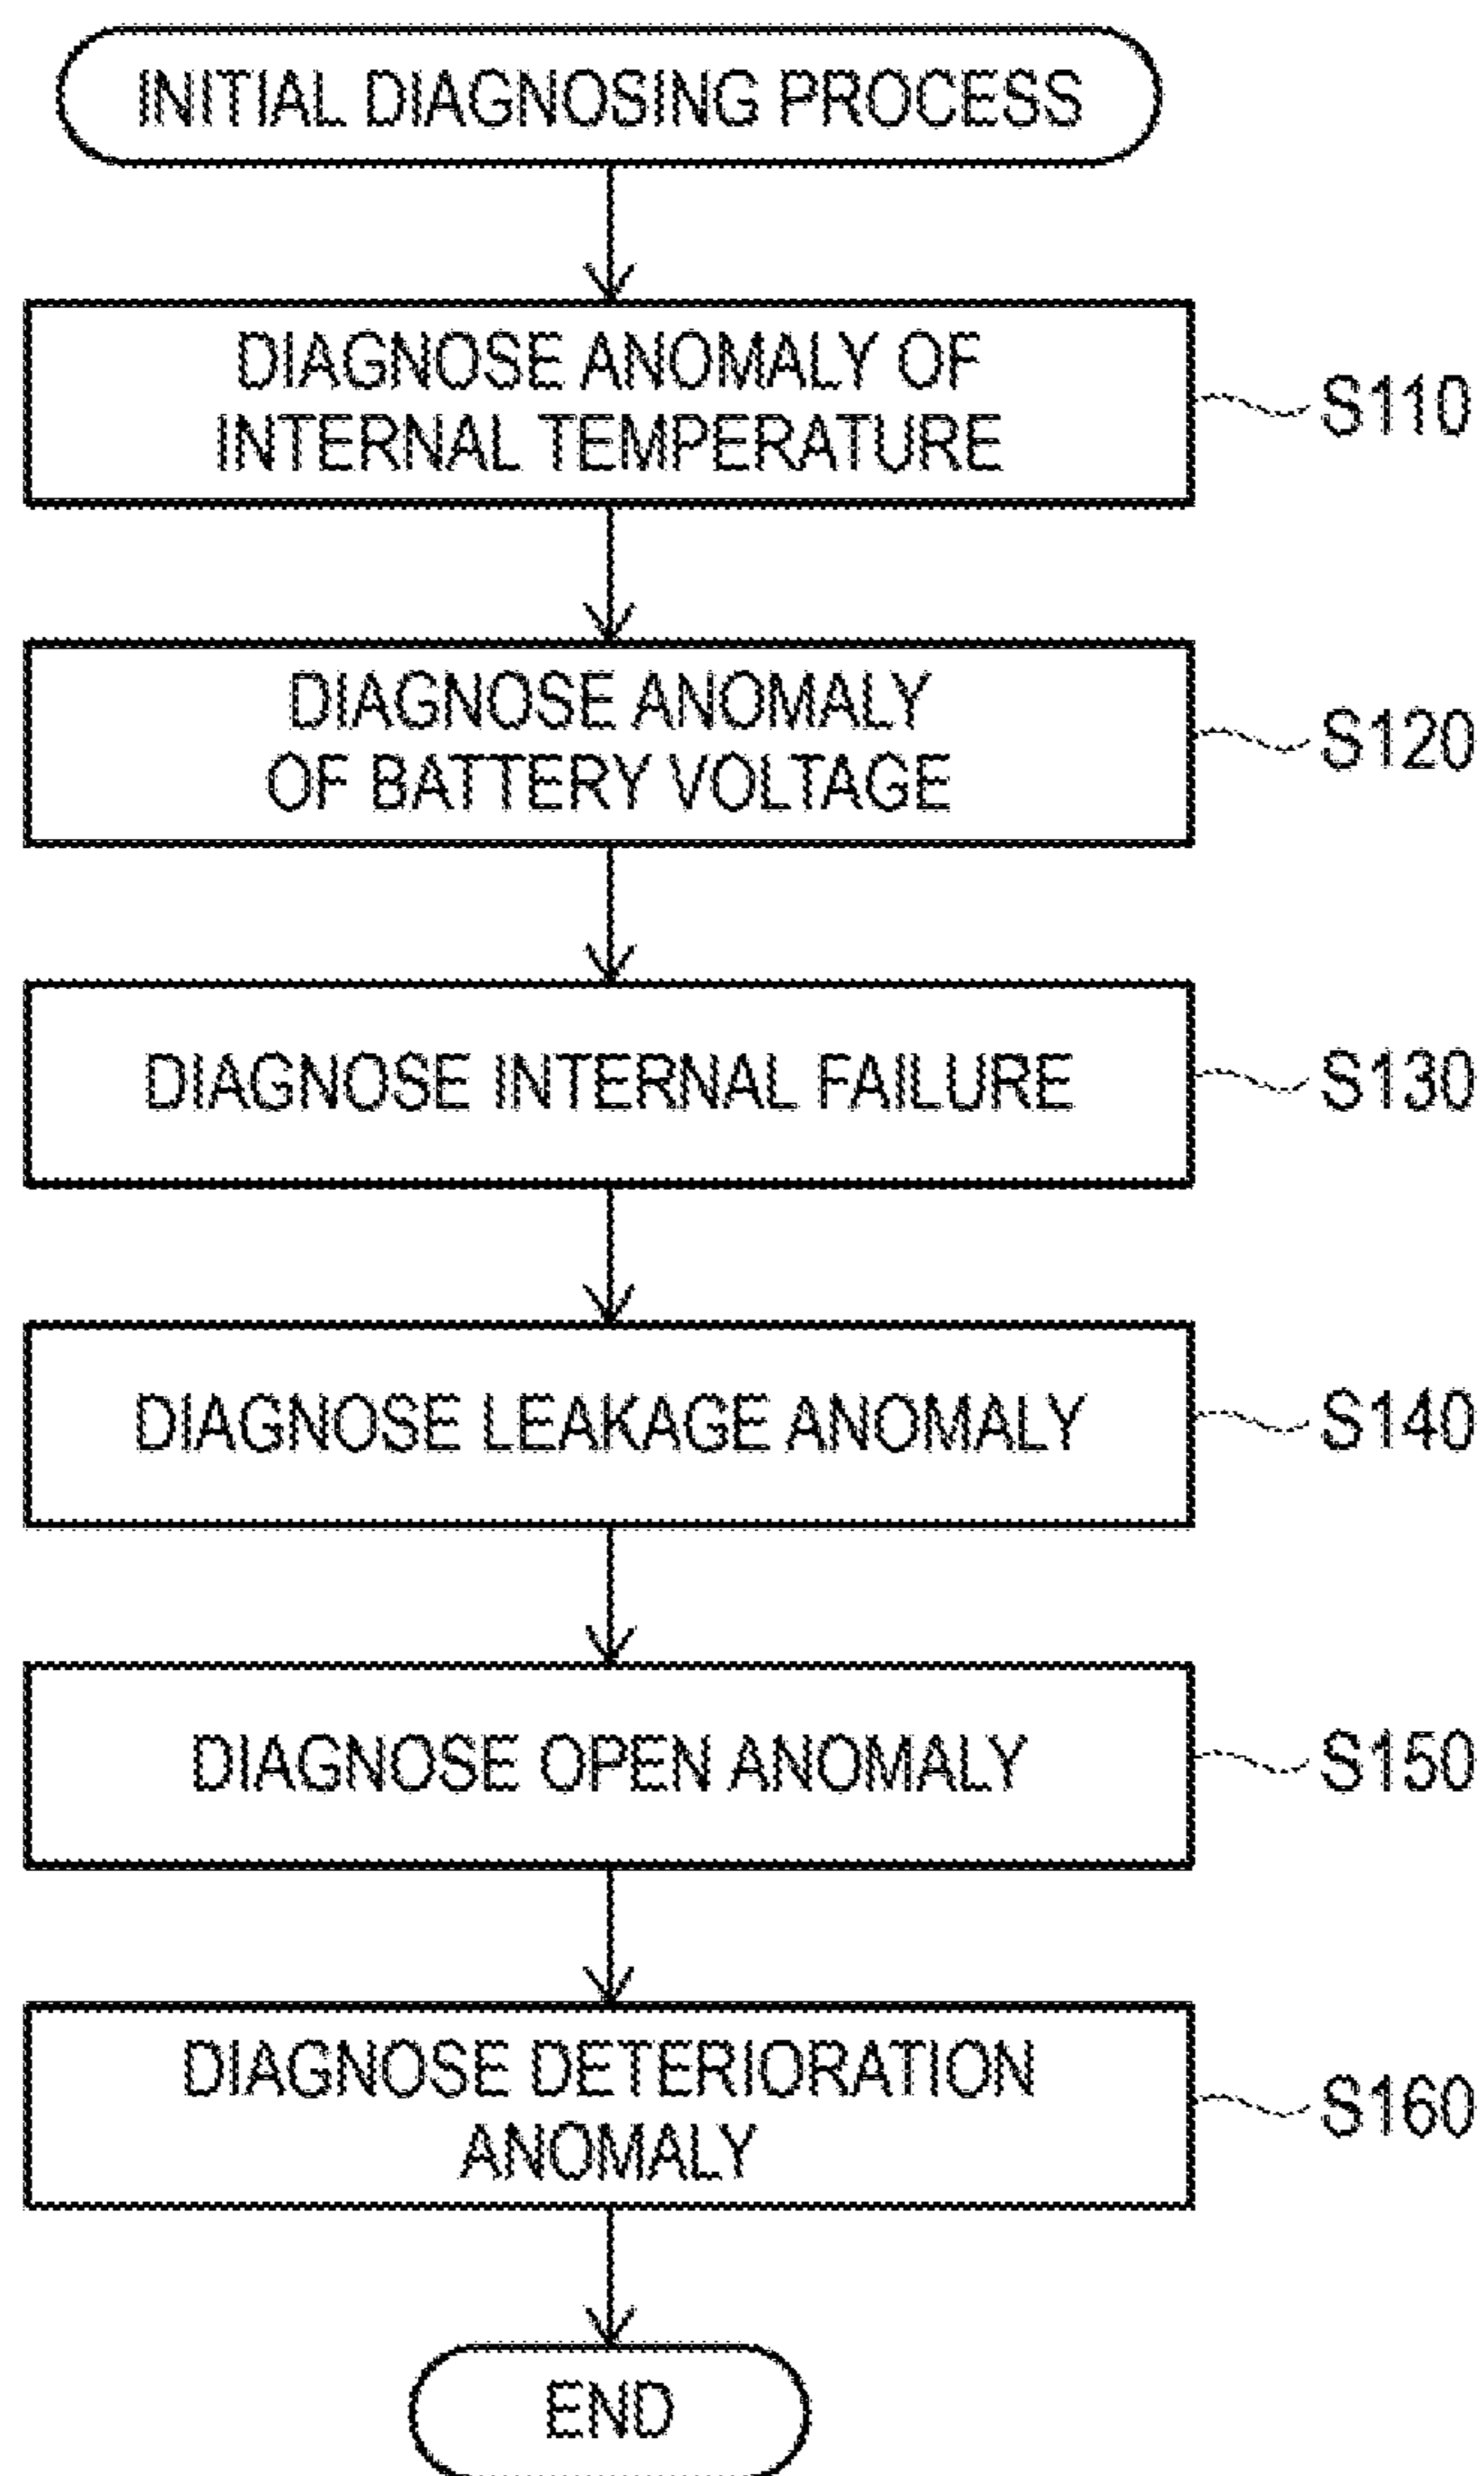 INITIAL DIAGNOSING PROCESS
DIAGNOSE ANOMALY OF
INTERNAL TEMPERATURE
S110
DIAGNOSE ANOMALY
OF BATTERY VOLTAGE
S120
DIAGNOSE INTERNAL FAILURE
S130
DIAGNOSE LEAKAGE ANOMALY
S140
DIAGNOSE OPEN ANOMALY
S150
DIAGNOSE DETERIORATION
ANOMALY
S160
END